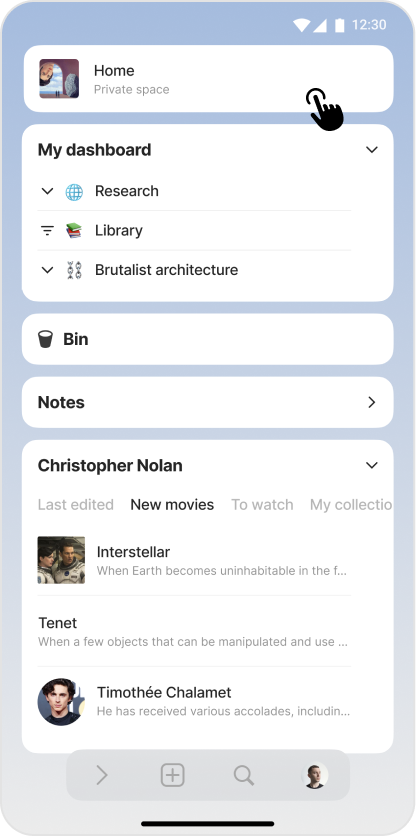 12:30
Home
Private space
My dashboard
Research
Library
Brutalist architecture
Bin
Notes
Christopher Nolan
Last edited New movies To watch My collectio
Interstellar
When Earth becomes uninhabitable in the f...
Tenet
When a few objects that can be manipulated and use ...
Timothée Chalamet
He has received various accolades, includin...